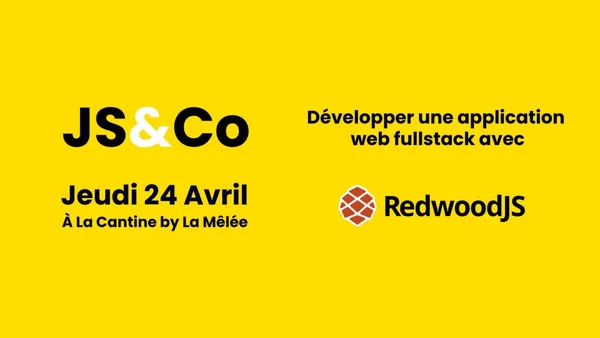 JS&Co
Jeudi 24 Avril
À La Cantine by La Mêlée
Développer une application
web fullstack avec
RedwoodJS